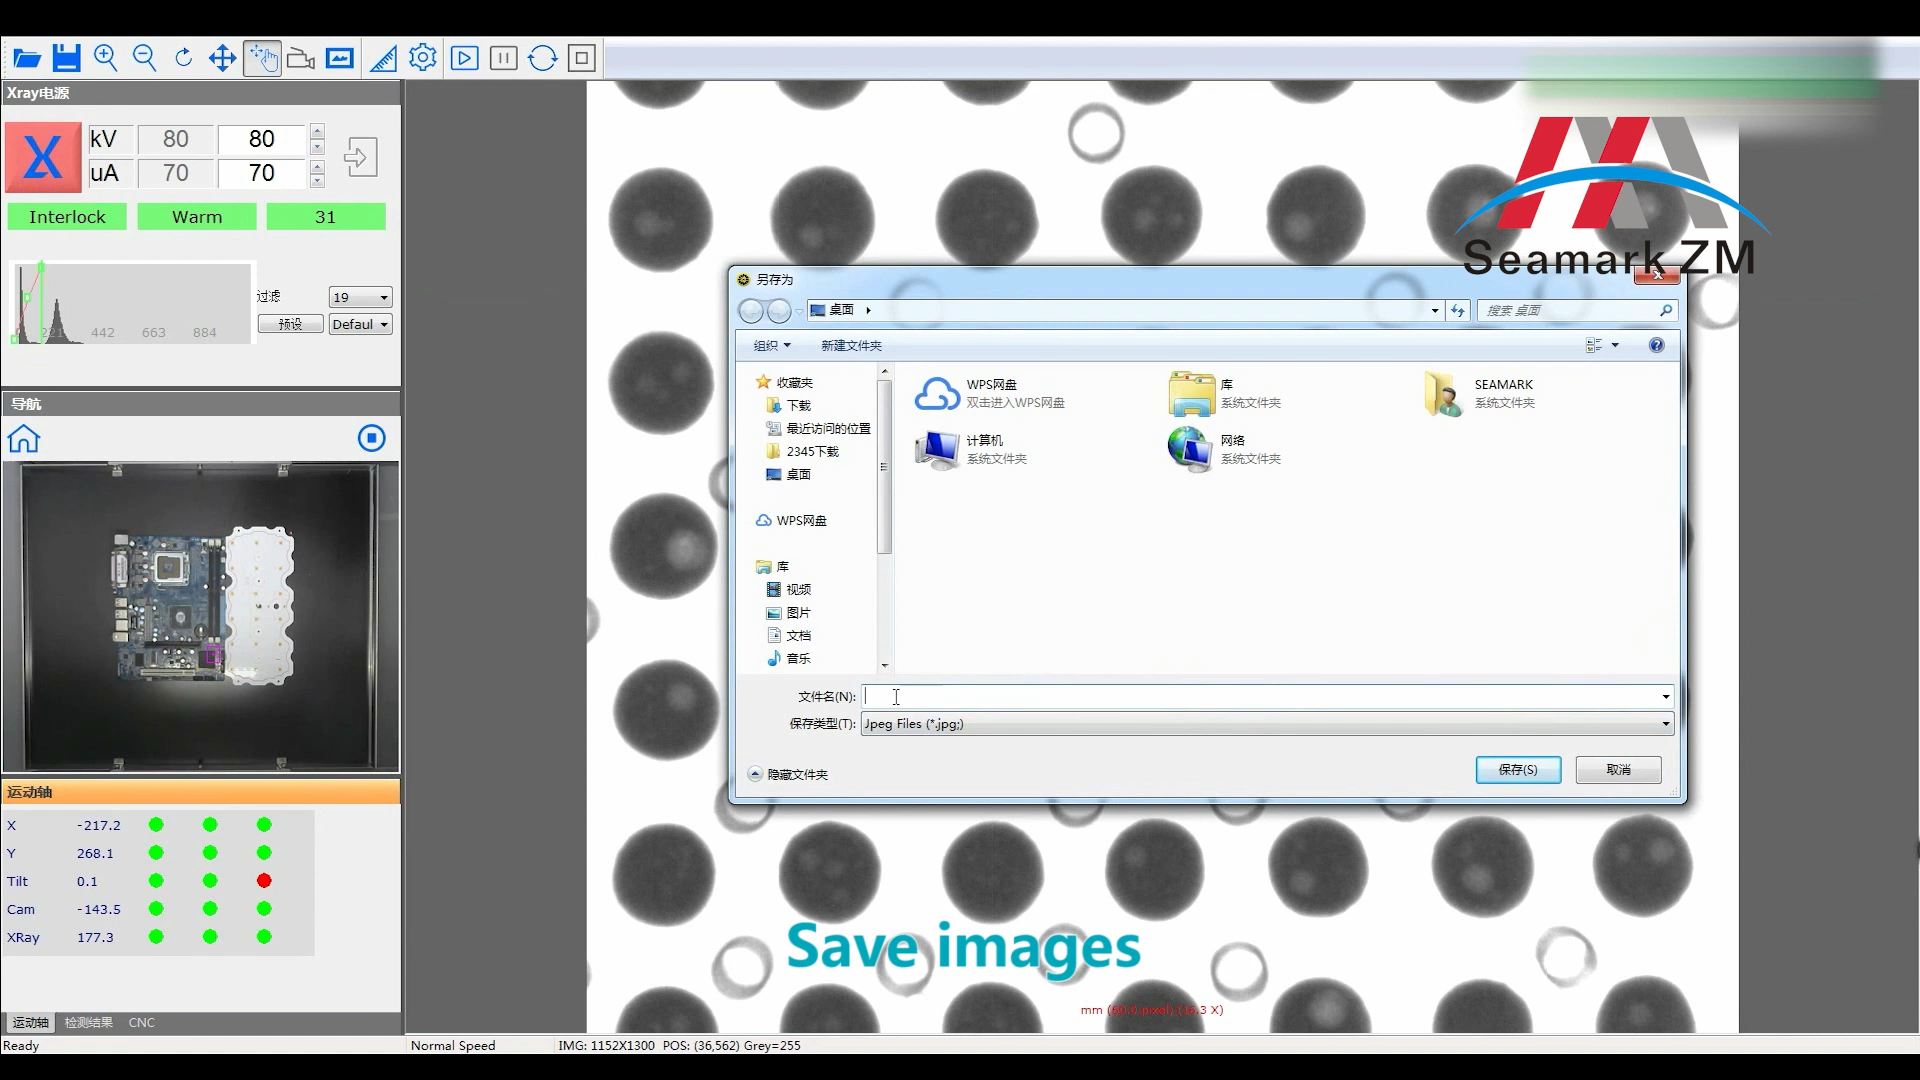 Xray电源
X
kV 80 80
uA 70 70
Interlock Warm 31
过滤 19
预设 Defaul
221 442 663 884
导航
运动轴
X -217.2
Y 268.1
Tilt 0.1
Cam -143.5
XRay 177.3
运动轴 检测结果 CNC
Ready
Normal Speed
IMG: 1152X1300 POS: (36,562) Grey=255
Seamark ZM
另存为
桌面
搜索 桌面
组织 新建文件夹
收藏夹
下载
最近访问的位置
2345下载
桌面
WPS网盘
库
视频
图片
文档
音乐
WPS网盘
双击进入WPS网盘
库
系统文件夹
SEAMARK
系统文件夹
计算机
系统文件夹
网络
系统文件夹
文件名(N):
保存类型(T): Jpeg Files (*.jpg;)
隐藏文件夹
保存(S) 取消
Save images